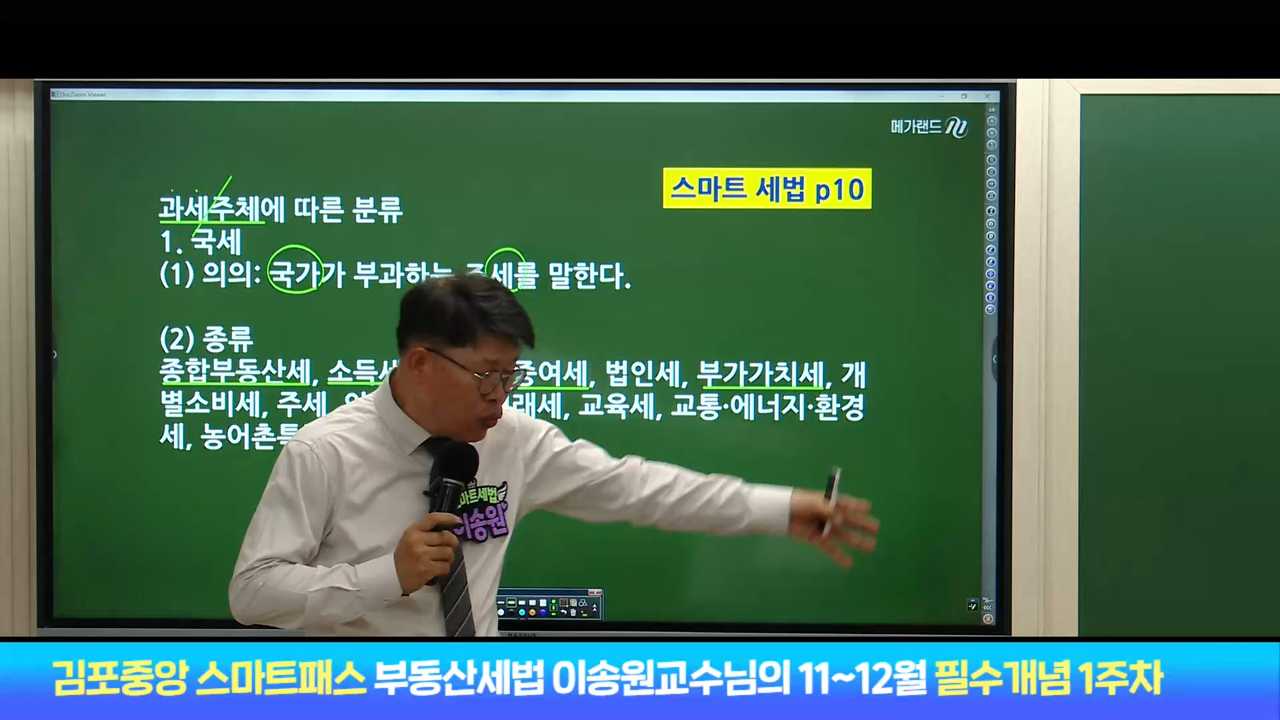 DocZoom Viewer
메가랜드
스마트 세법 p10
과세주체에 따른 분류
1. 국세
(1) 의의: 국가가 부과하는 를 말한다.
(2) 종류
종합부동산세, 소득세 증여세, 법인세, 부가가치세, 개
별소비세, 주세, 래세, 교육세, 교통·에너지·환경
세, 농어촌특
스마트세법
이송원
김포중앙 스마트패스 부동산세법 이송원교수님의 11~12월 필수개념 1주차